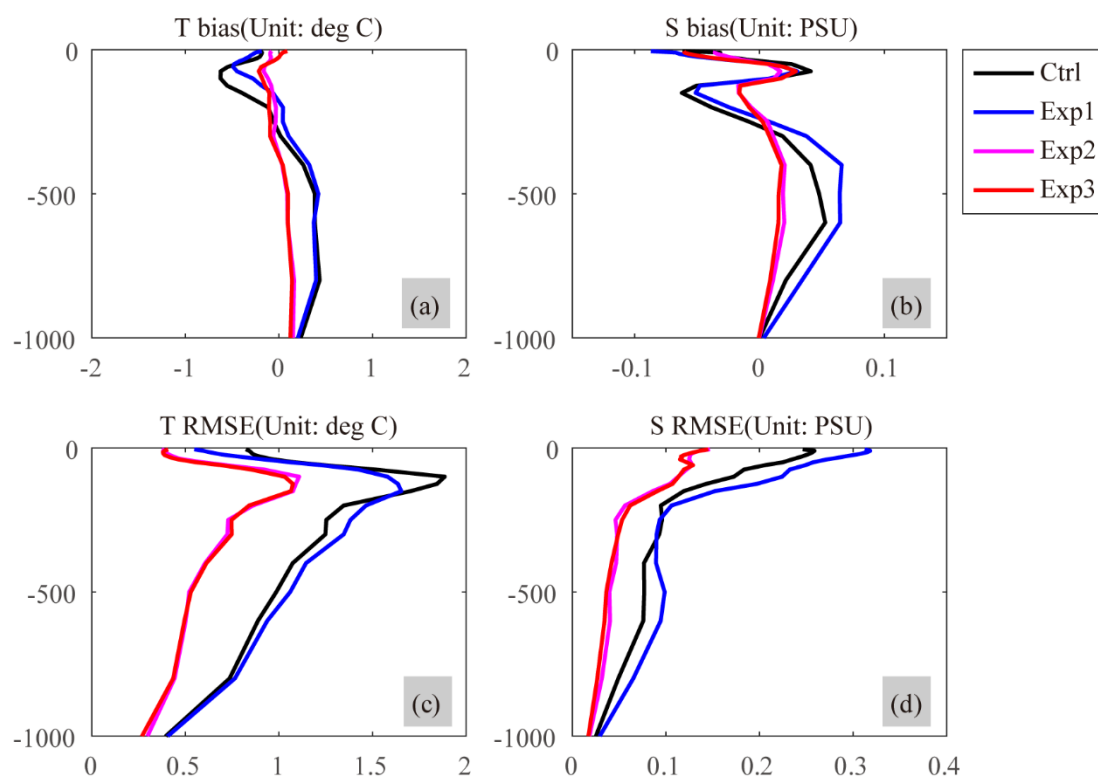 T bias(Unit: deg C)
S bias(Unit: PSU)
0
-500
-1000
-2
-1
0
1
2
(a)
0
-500
-1000
-0.1
0
0.1
(b)
Ctrl
Exp1
Exp2
Exp3
T RMSE(Unit: deg C)
S RMSE(Unit: PSU)
0
-500
-1000
0
0.5
1
1.5
2
(c)
0
-500
-1000
0
0.1
0.2
0.3
0.4
(d)